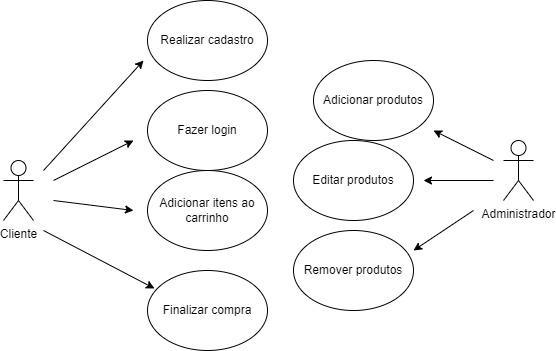 Realizar cadastro
Fazer login
Adicionar itens ao
carrinho
Finalizar compra
Cliente
Adicionar produtos
Editar produtos
Remover produtos
Administrador